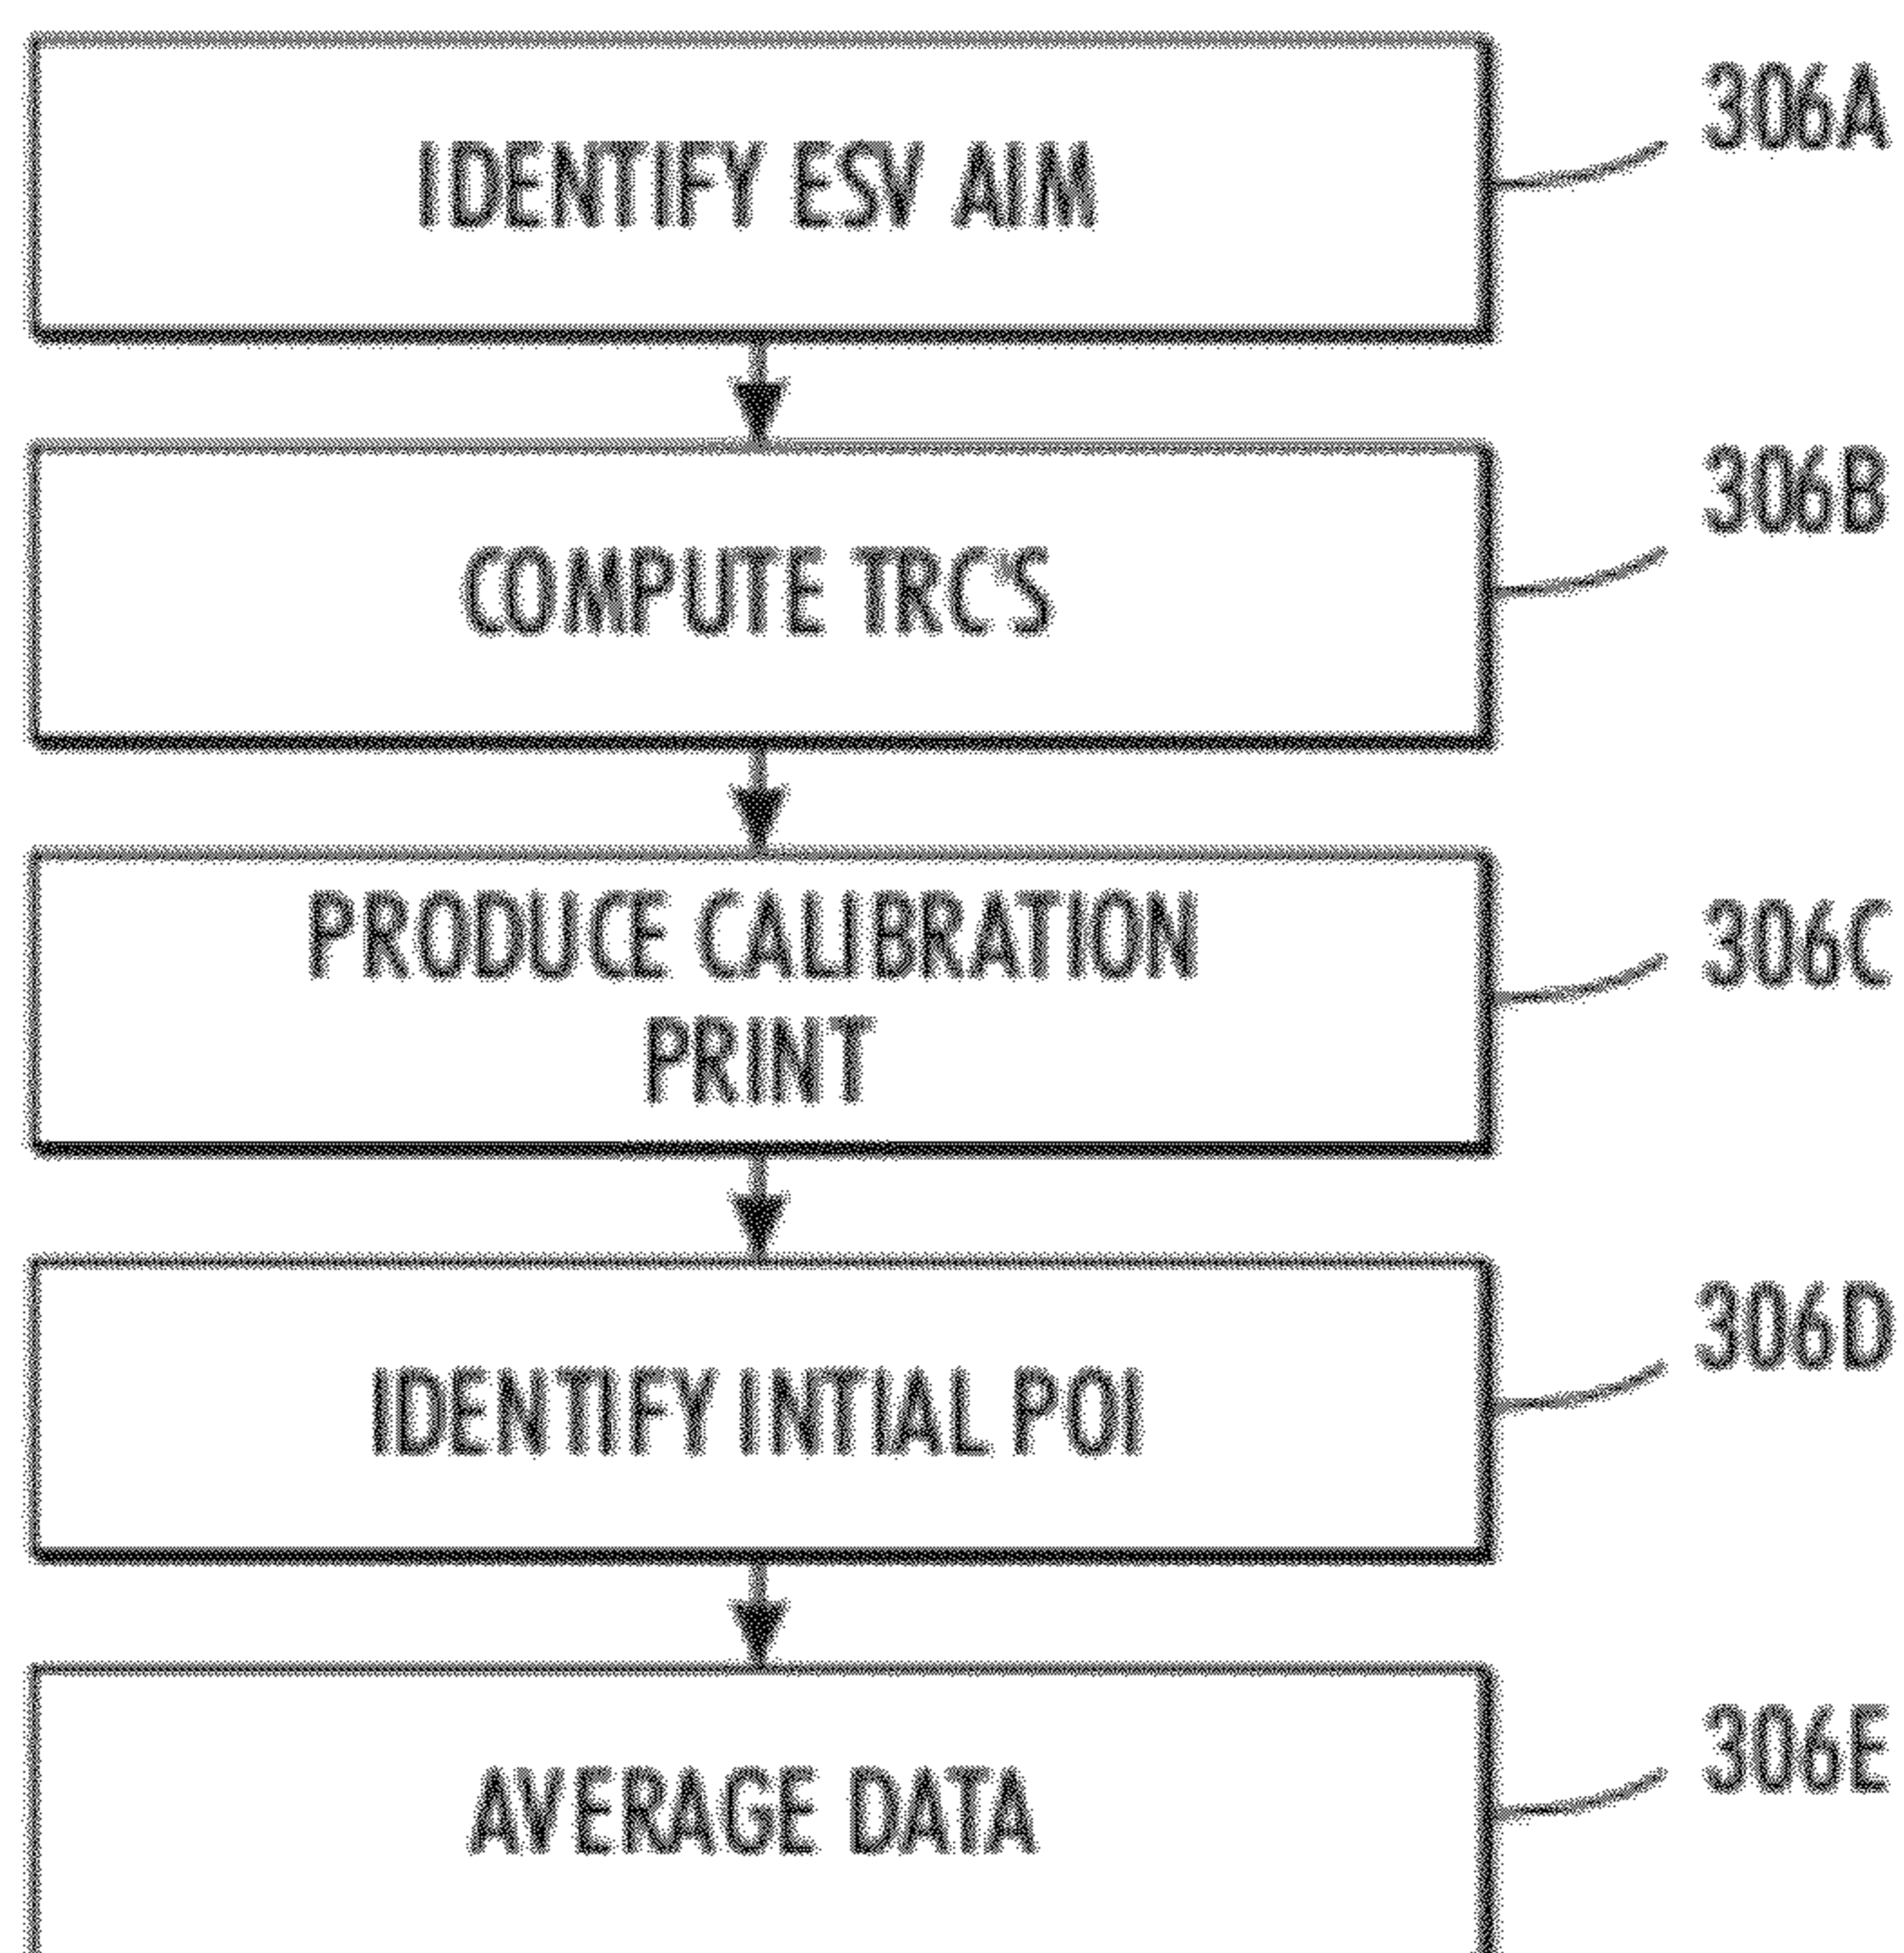 IDENTIFY ESV AIM
306A
COMPUTE TRC'S
306B
PRODUCE CALIBRATION
PRINT
306C
IDENTIFY INTIAL POI
306D
AVERAGE DATA
306E